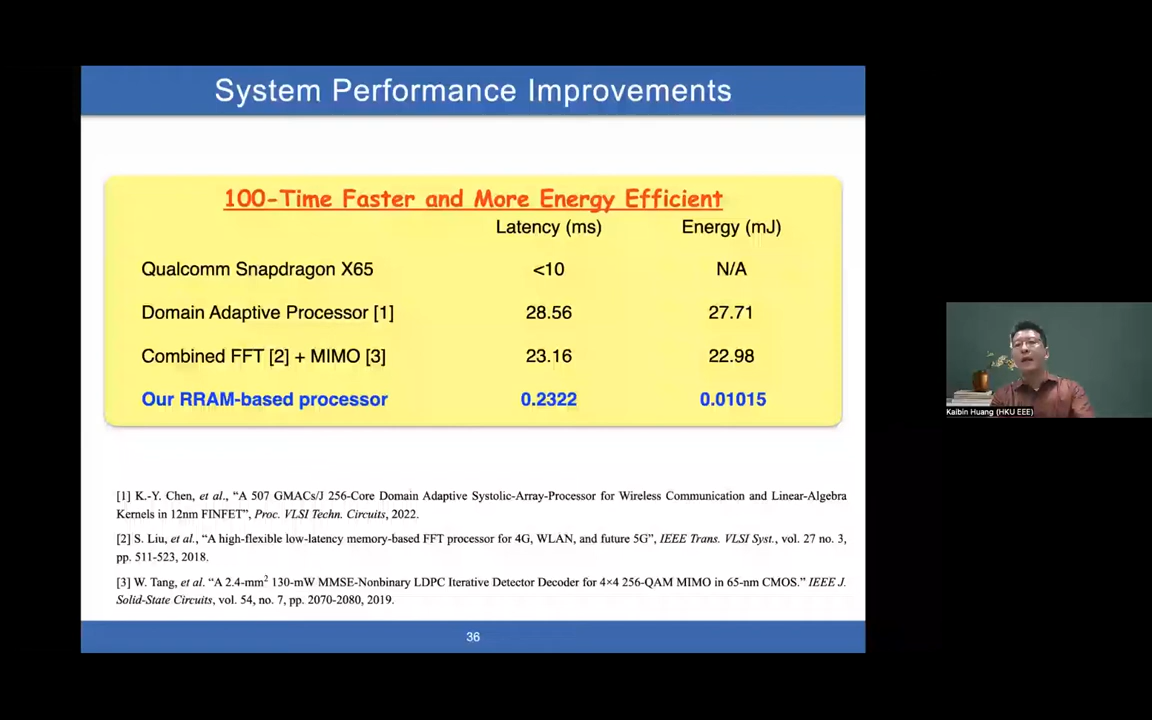 System Performance Improvements
100-Time Faster and More Energy Efficient
Latency (ms) Energy (mJ)
Qualcomm Snapdragon X65 <10 N/A
Domain Adaptive Processor [1] 28.56 27.71
Combined FFT [2] + MIMO [3] 23.16 22.98
Our RRAM-based processor 0.2322 0.01015
Kaibin Huang (HKU EEE)
[1] K.-Y. Chen, et al., “A 507 GMACs/J 256-Core Domain Adaptive Systolic-Array-Processor for Wireless Communication and Linear-Algebra
Kernels in 12nm FINFET”, Proc. VLSI Techn. Circuits, 2022.
[2] S. Liu, et al., “A high-flexible low-latency memory-based FFT processor for 4G, WLAN, and future 5G”, IEEE Trans. VLSI Syst., vol. 27 no. 3,
pp. 511-523, 2018.
[3] W. Tang, et al. “A 2.4-mm² 130-mW MMSE-Nonbinary LDPC Iterative Detector Decoder for 4×4 256-QAM MIMO in 65-nm CMOS.” IEEE J.
Solid-State Circuits, vol. 54, no. 7, pp. 2070-2080, 2019.
36